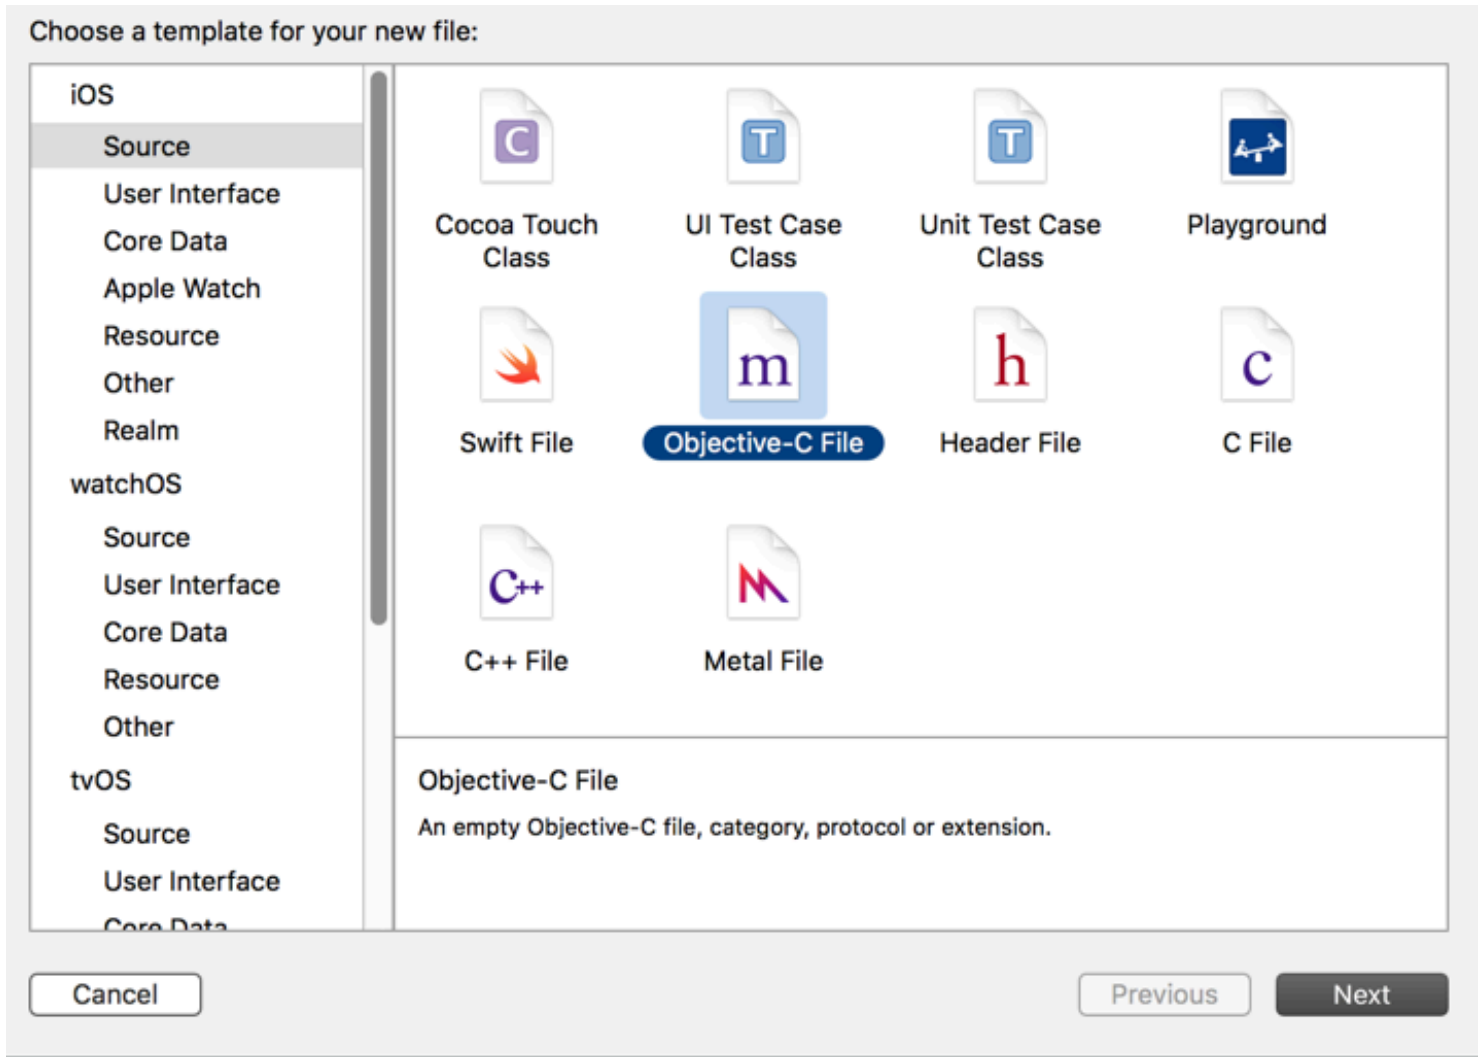 Choose a template for your new file:
iOS
Source
User Interface
Core Data
Apple Watch
Resource
Other
Realm
watchOS
Source
User Interface
Core Data
Resource
Other
tvOS
Source
User Interface
Core Data
C
T
T
Cocoa Touch
Class
UI Test Case
Class
Unit Test Case
Class
Playground
m
h
c
Swift File
Objective-C File
Header File
C File
C++
C++ File
Metal File
Objective-C File
An empty Objective-C file, category, protocol or extension.
Cancel
Previous
Next